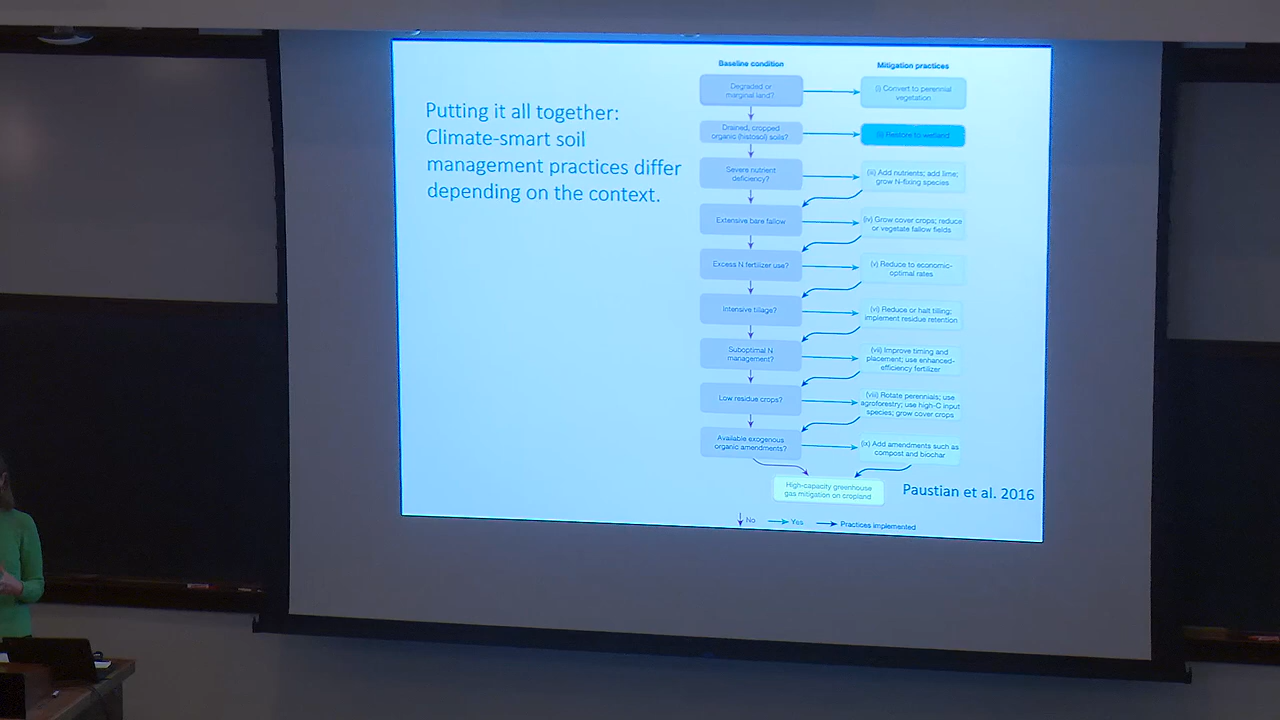 Putting it all together:
Climate-smart soil
management practices differ
depending on the context.
Baseline condition
Mitigation practices
Degraded or
marginal land?
(i) Convert to perennial
vegetation
Drained, cropped
organic (histosol) soils?
(ii) Restore to wetland
Severe nutrient
deficiency?
(iii) Add nutrients; add lime;
grow N-fixing species
Extensive bare fallow
(iv) Grow cover crops; reduce
or vegetate fallow fields
Excess N fertilizer use?
(v) Reduce to economic-
optimal rates
Intensive tillage?
(vi) Reduce or halt tilling;
implement residue retention
Suboptimal N
management?
(vii) Improve timing and
placement; use enhanced-
efficiency fertilizer
Low residue crops?
(viii) Rotate perennials; use
agroforestry; use high-C input
species; grow cover crops
Available exogenous
organic amendments?
(ix) Add amendments such as
compost and biochar
High-capacity greenhouse
gas mitigation on cropland
Paustian et al. 2016
No
Yes
Practices implemented